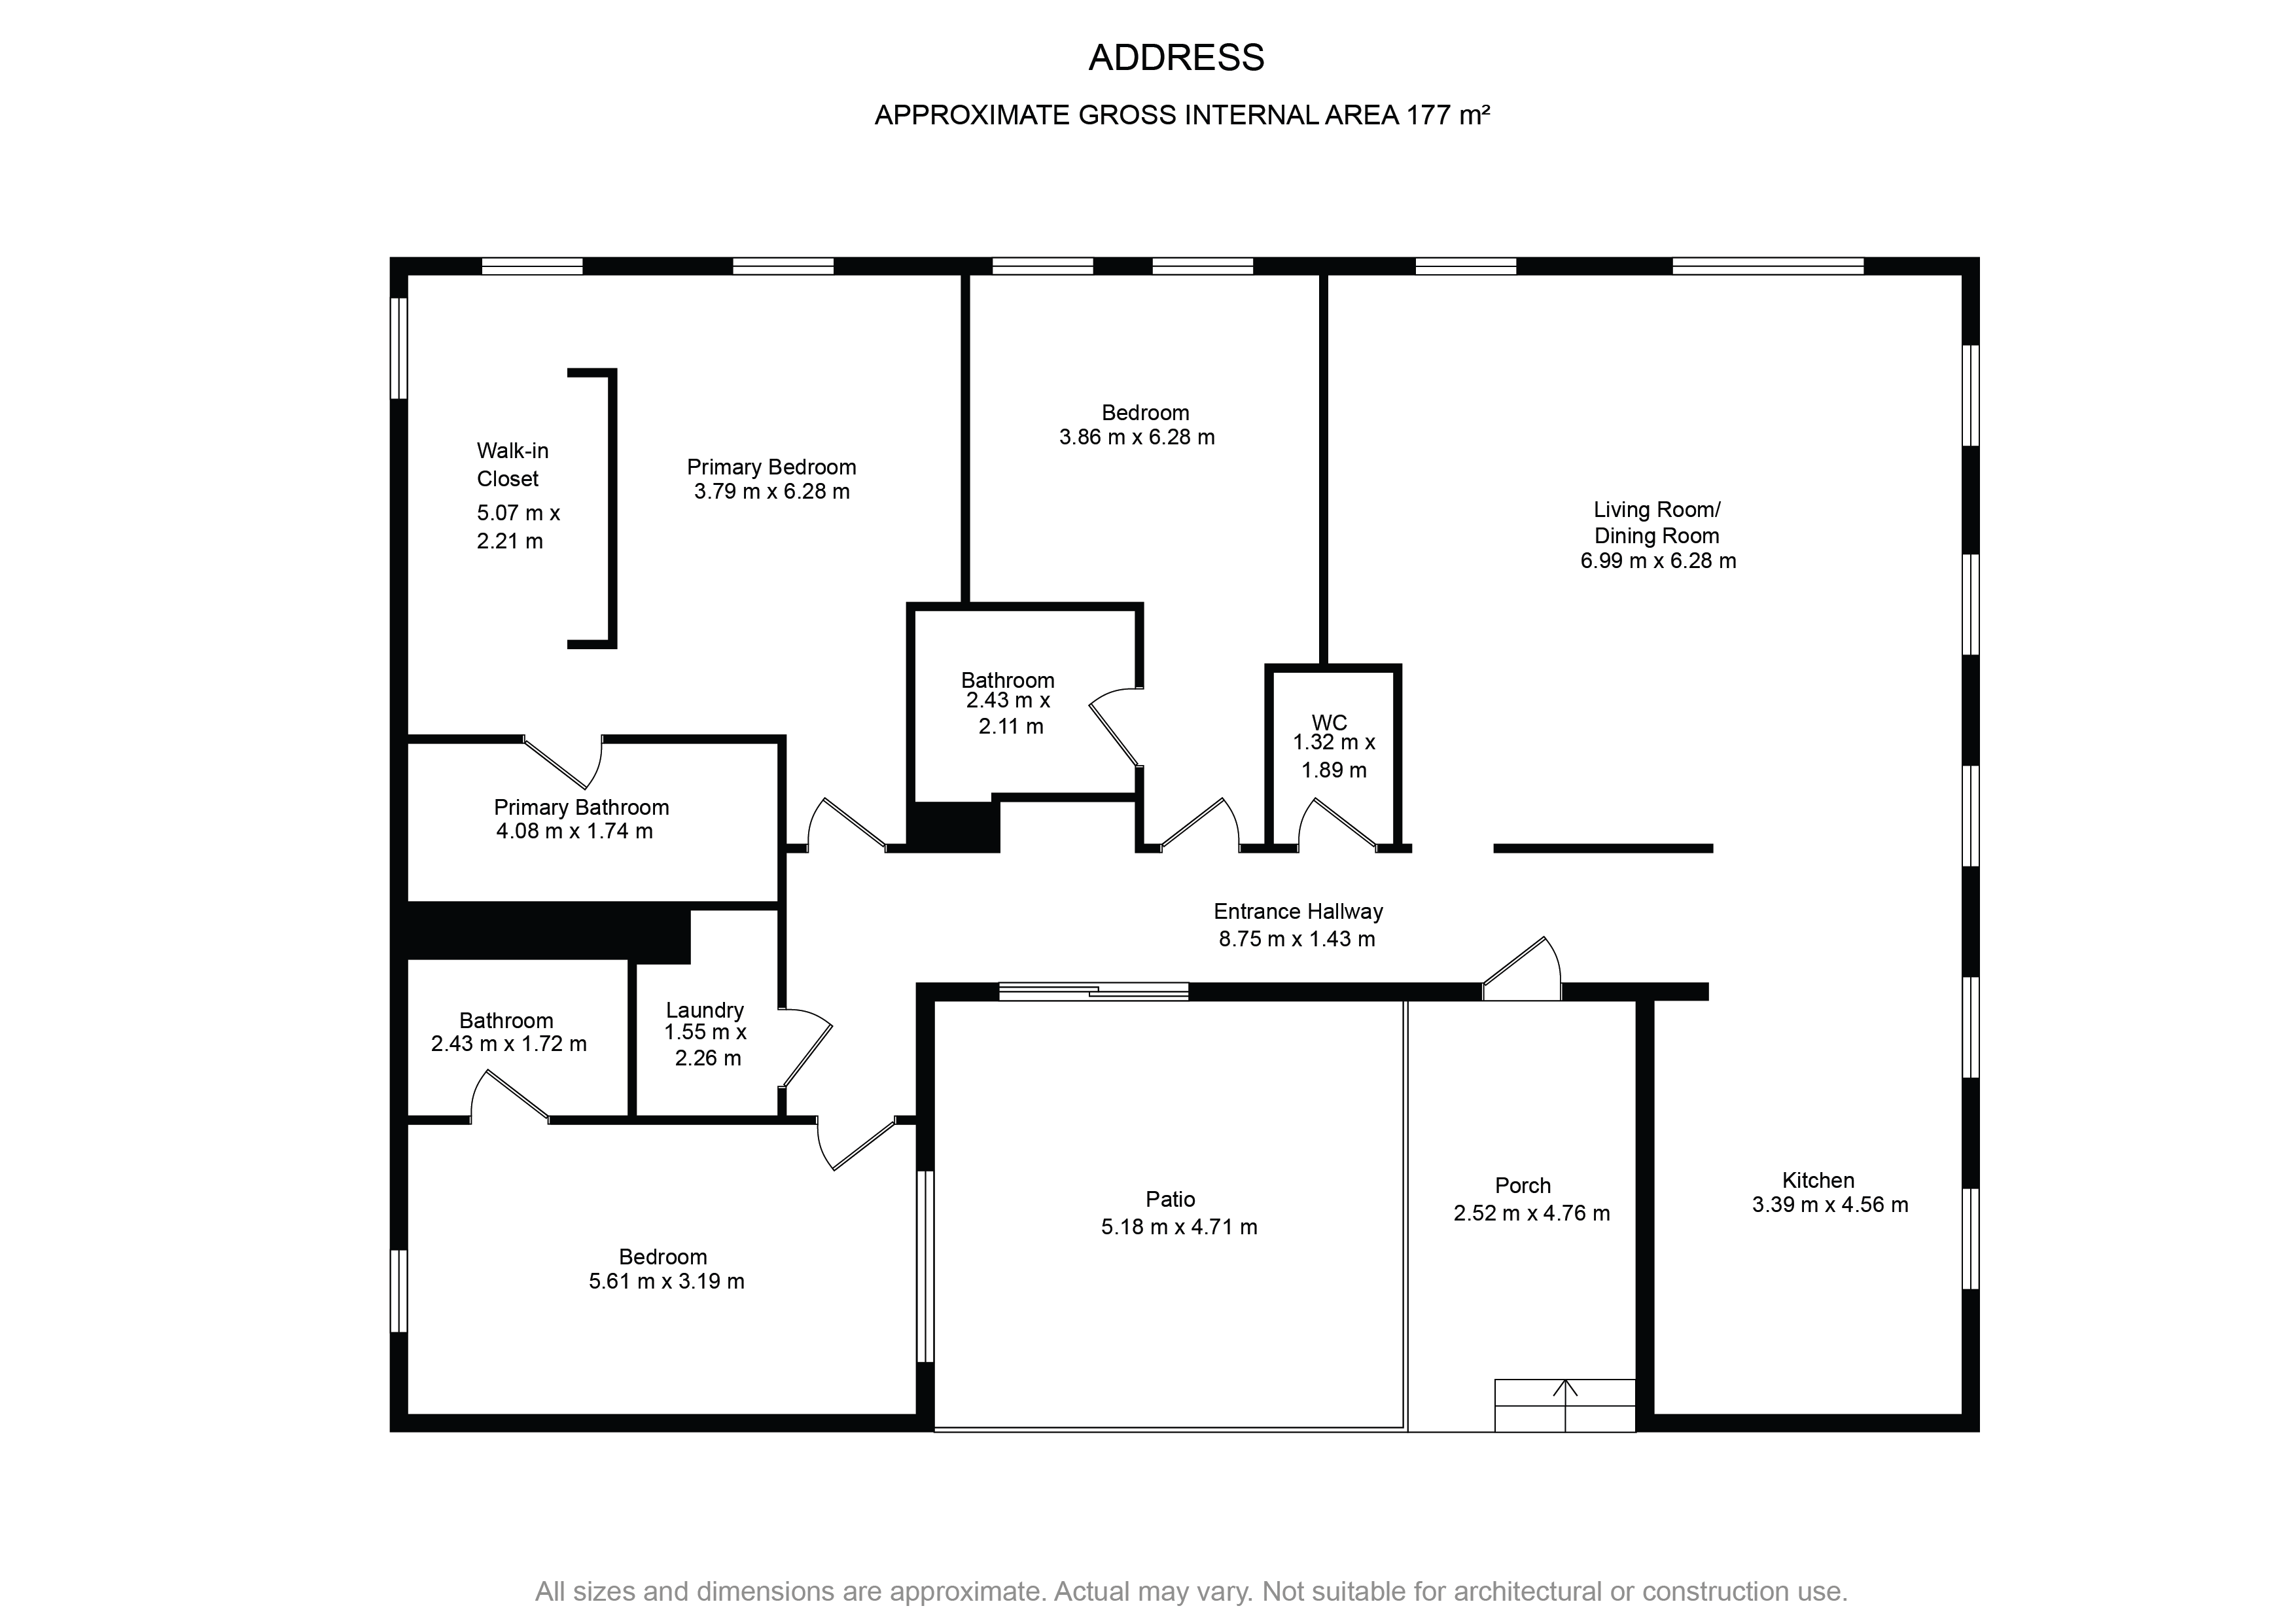 ADDRESS
APPROXIMATE GROSS INTERNAL AREA 177 m²
Walk-in
Closet
5.07 m x
2.21 m
Primary Bedroom
3.79 m x 6.28 m
Bedroom
3.86 m x 6.28 m
Living Room/
Dining Room
6.99 m x 6.28 m
Bathroom
2.43 m x
2.11 m
WC
1.32 m x
1.89 m
Primary Bathroom
4.08 m x 1.74 m
Entrance Hallway
8.75 m x 1.43 m
Bathroom
2.43 m x 1.72 m
Laundry
1.55 m x
2.26 m
Bedroom
5.61 m x 3.19 m
Patio
5.18 m x 4.71 m
Porch
2.52 m x 4.76 m
Kitchen
3.39 m x 4.56 m
All sizes and dimensions are approximate. Actual may vary. Not suitable for architectural or construction use.